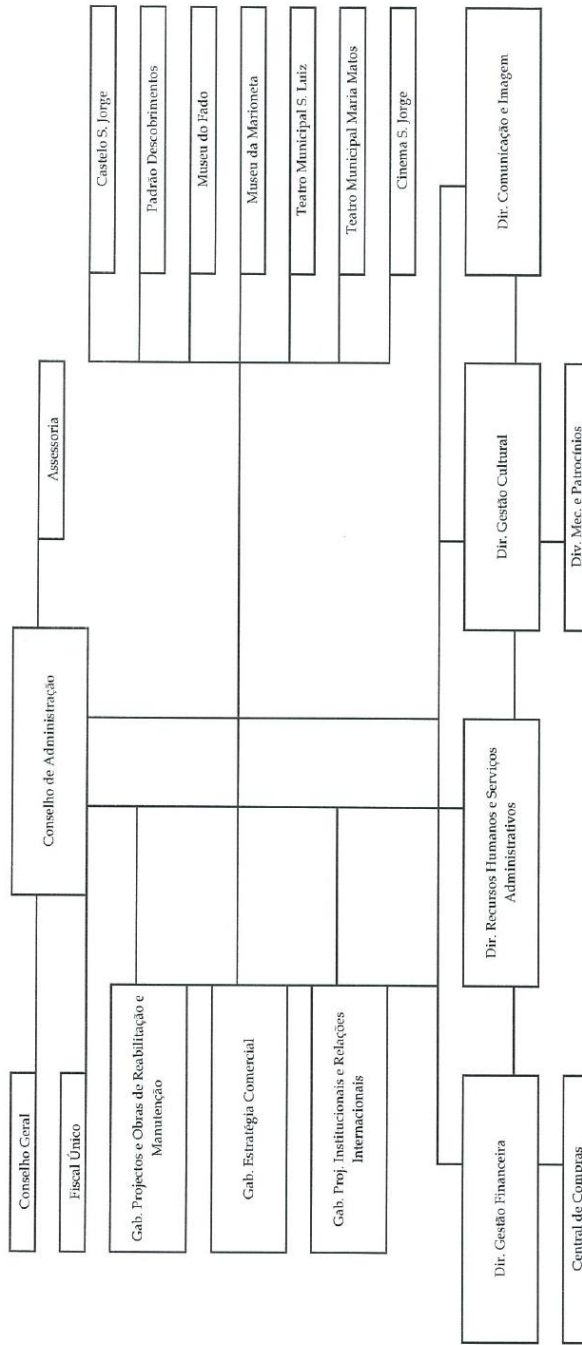 Conselho Geral
Fiscal Único
Conselho de Administração
Assessoria
Gab. Projectos e Obras de Reabilitação e
Manutenção
Gab. Estratégia Comercial
Gab. Proj. Institucionais e Relações
Internacionais
Castelo S. Jorge
Padrão Descobrimentos
Museu do Fado
Museu da Marioneta
Teatro Municipal S. Luiz
Teatro Municipal Maria Matos
Cinema S. Jorge
Dir. Gestão Financeira
Dir. Recursos Humanos e Serviços
Administrativos
Dir. Gestão Cultural
Dir. Comunicação e Imagem
Central de Compras
Div. Mec. e Patrocínios